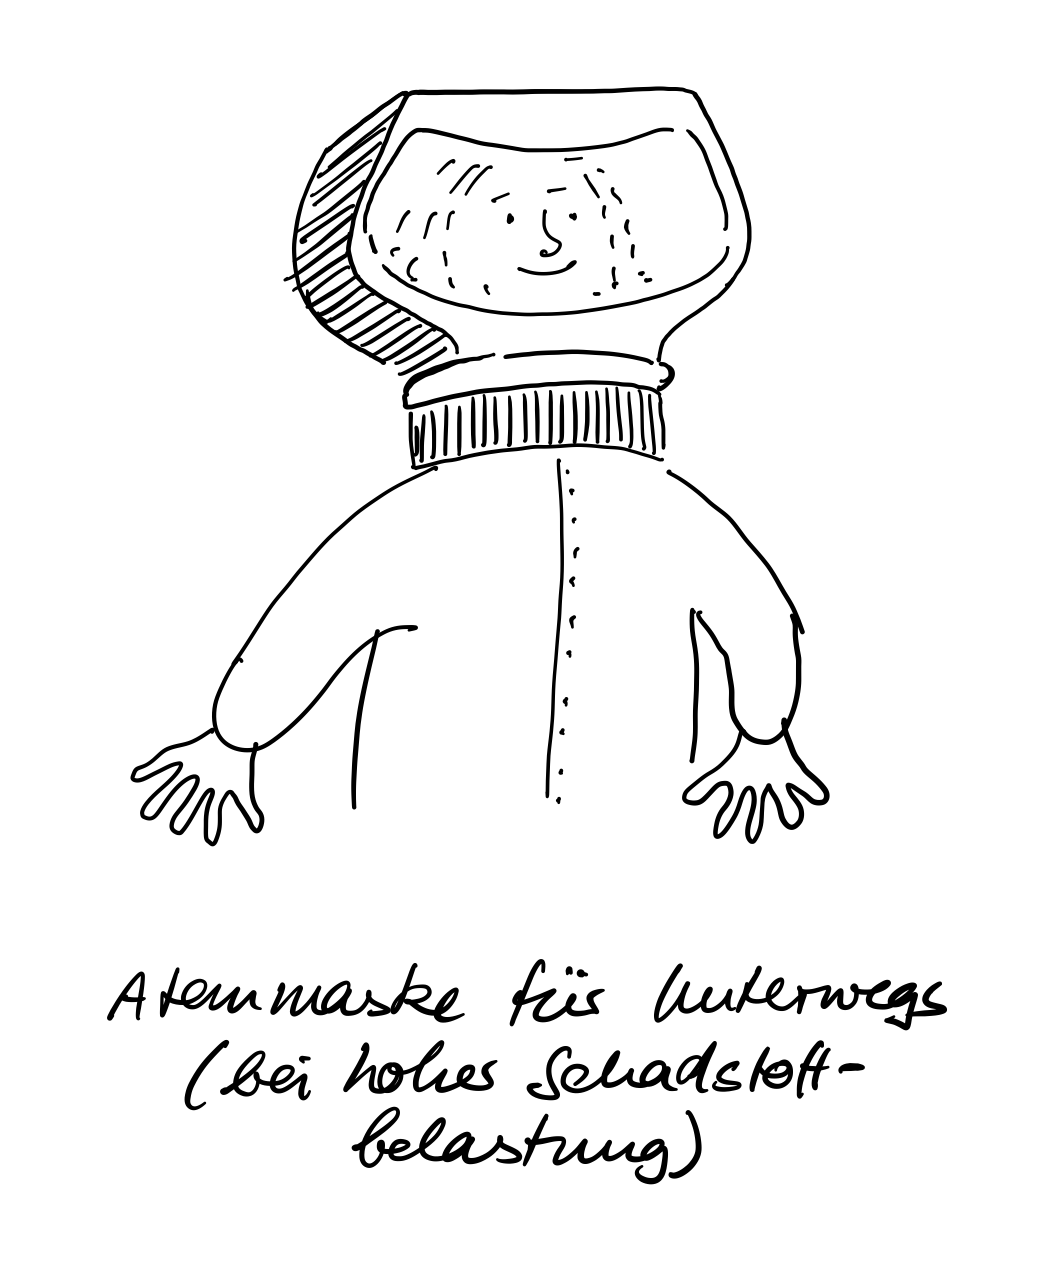 Atemmaske für Unterwegs
(bei hoher Schadstoff-
belastung)